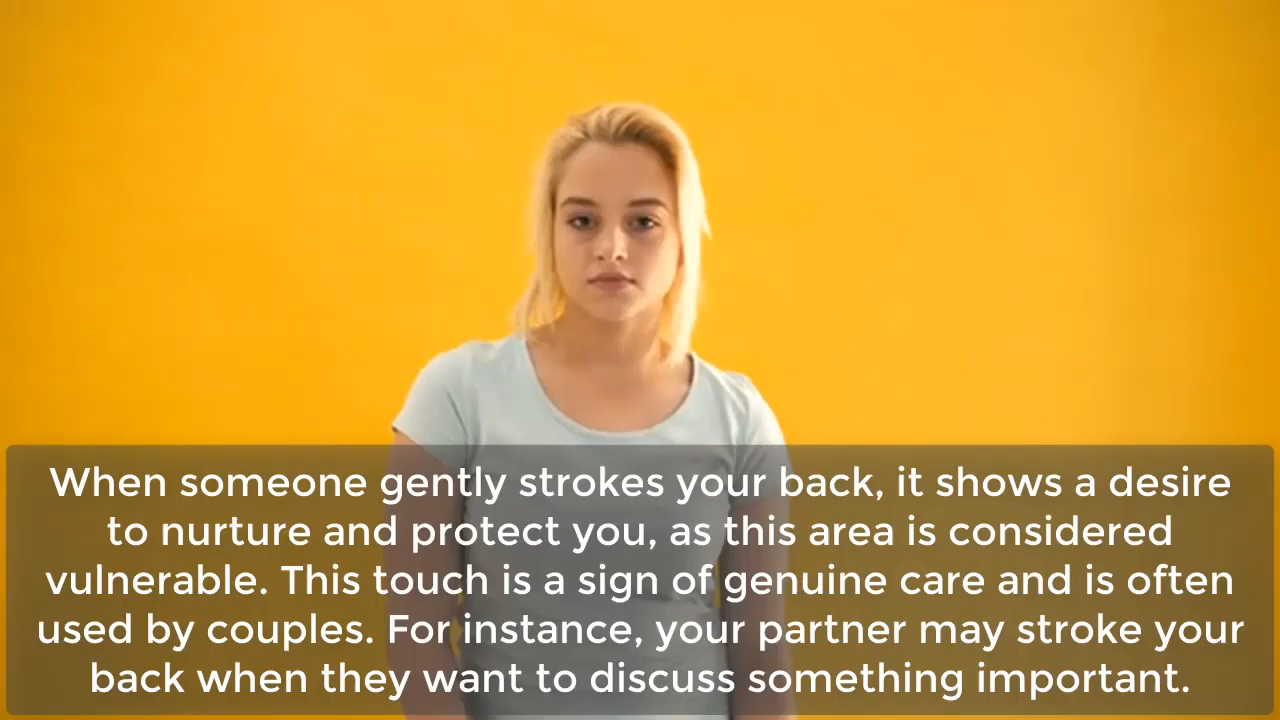 When someone gently strokes your back, it shows a desire
to nurture and protect you, as this area is considered
vulnerable. This touch is a sign of genuine care and is often
used by couples. For instance, your partner may stroke your
back when they want to discuss something important.